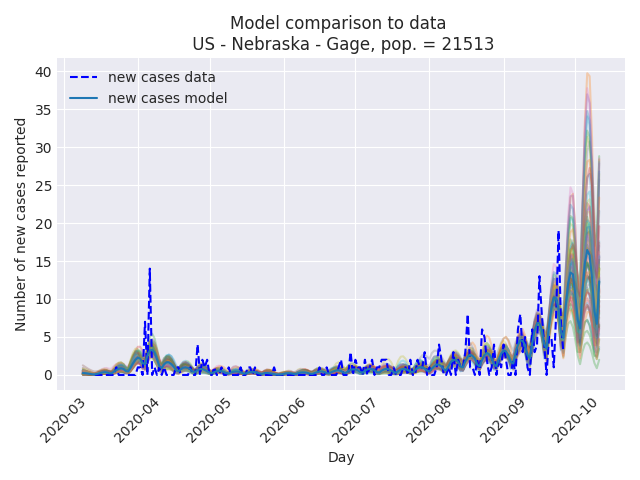 Model comparison to data
US - Nebraska - Gage, pop. = 21513
new cases data
new cases model
Number of new cases reported
40
35
30
25
20
15
10
5
0
2020-03
2020-04
2020-05
2020-06
2020-07
2020-08
2020-09
2020-10
Day